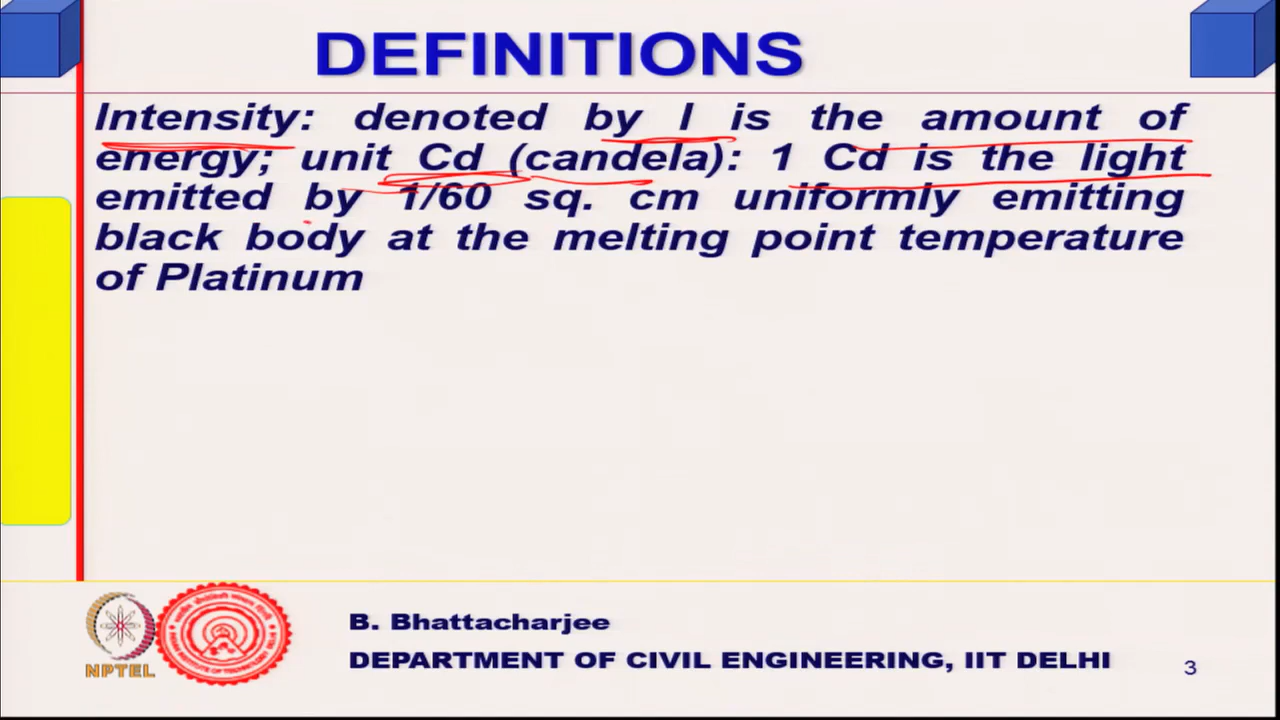 DEFINITIONS
Intensity: denoted by I is the amount of
energy; unit Cd (candela): 1 Cd is the light
emitted by 1/60 sq. cm uniformly emitting
black body at the melting point temperature
of Platinum
B. Bhattacharjee
DEPARTMENT OF CIVIL ENGINEERING, IIT DELHI
3
NPTEL